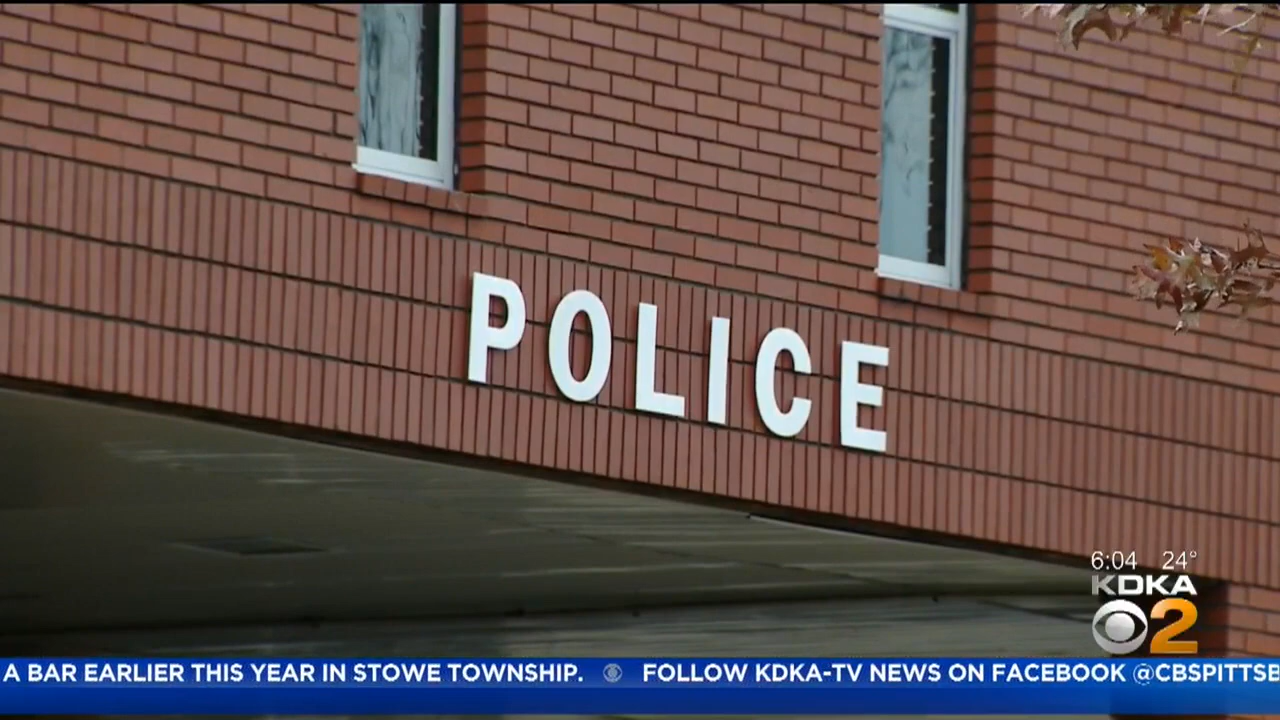 POLICE
6:04 24°
KDKA
2
A BAR EARLIER THIS YEAR IN STOWE TOWNSHIP. FOLLOW KDKA-TV NEWS ON FACEBOOK @CBSPITTSB